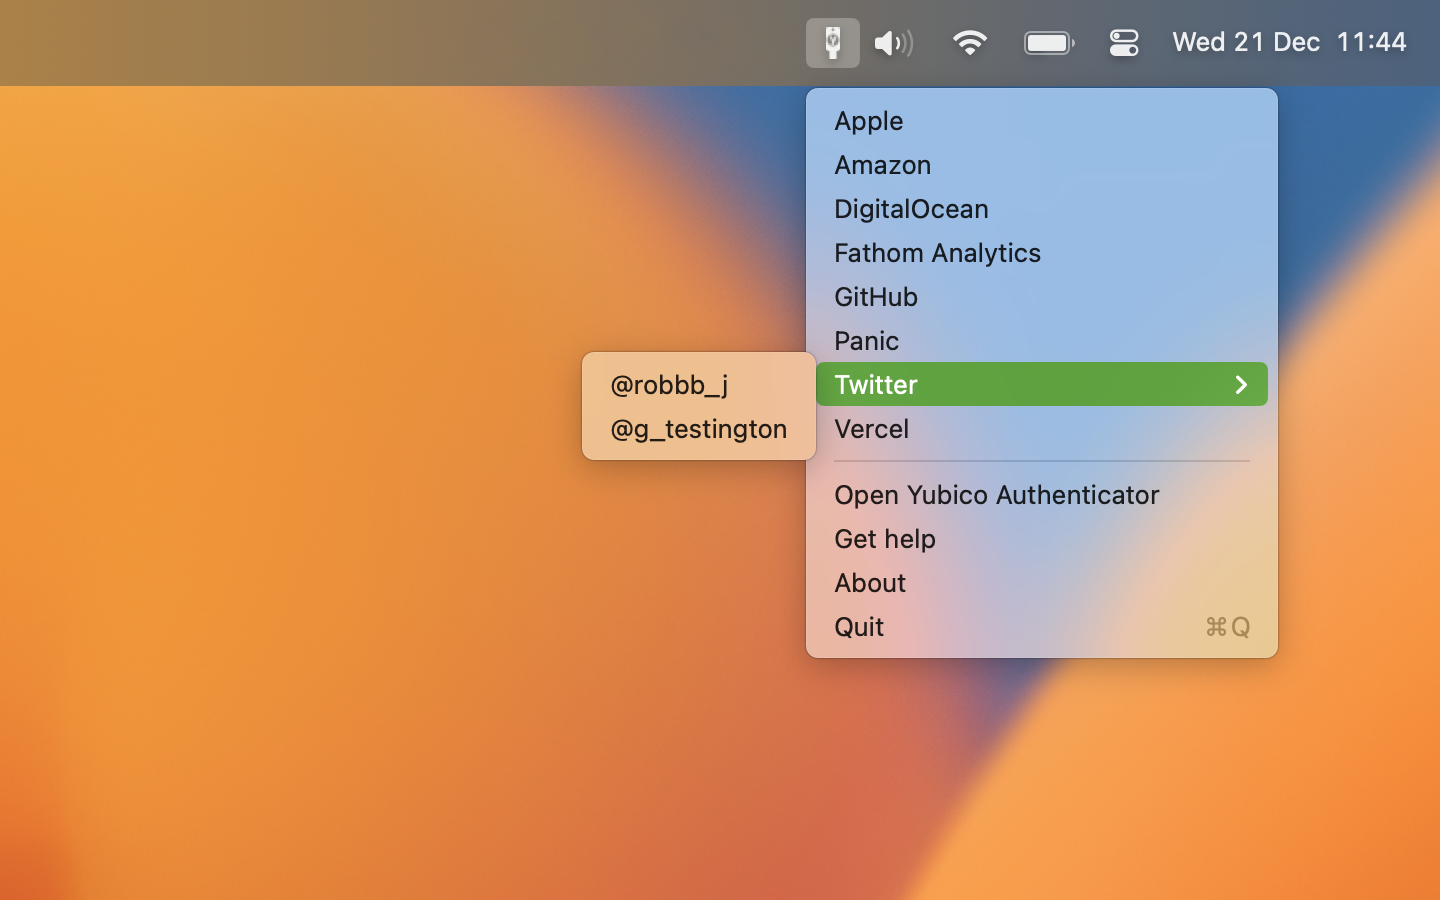 Wed 21 Dec 11:44
Apple
Amazon
DigitalOcean
Fathom Analytics
GitHub
Panic
Twitter
@robbb_j
@g_testington
Vercel
Open Yubico Authenticator
Get help
About
Quit ⌘Q